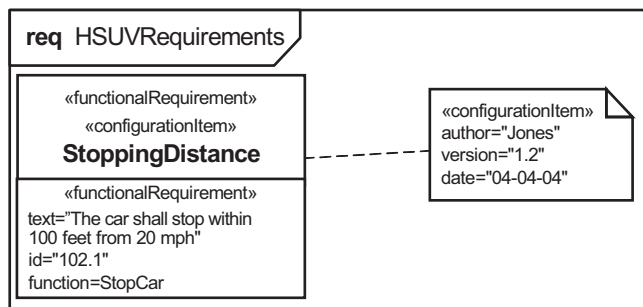 req HSUVRequirements
«functionalRequirement»
«configurationItem»
StoppingDistance
«functionalRequirement»
text=”The car shall stop within
100 feet from 20 mph"
id="102.1"
function=StopCar
«configurationItem»
author="Jones"
version="1.2"
date="04-04-04"